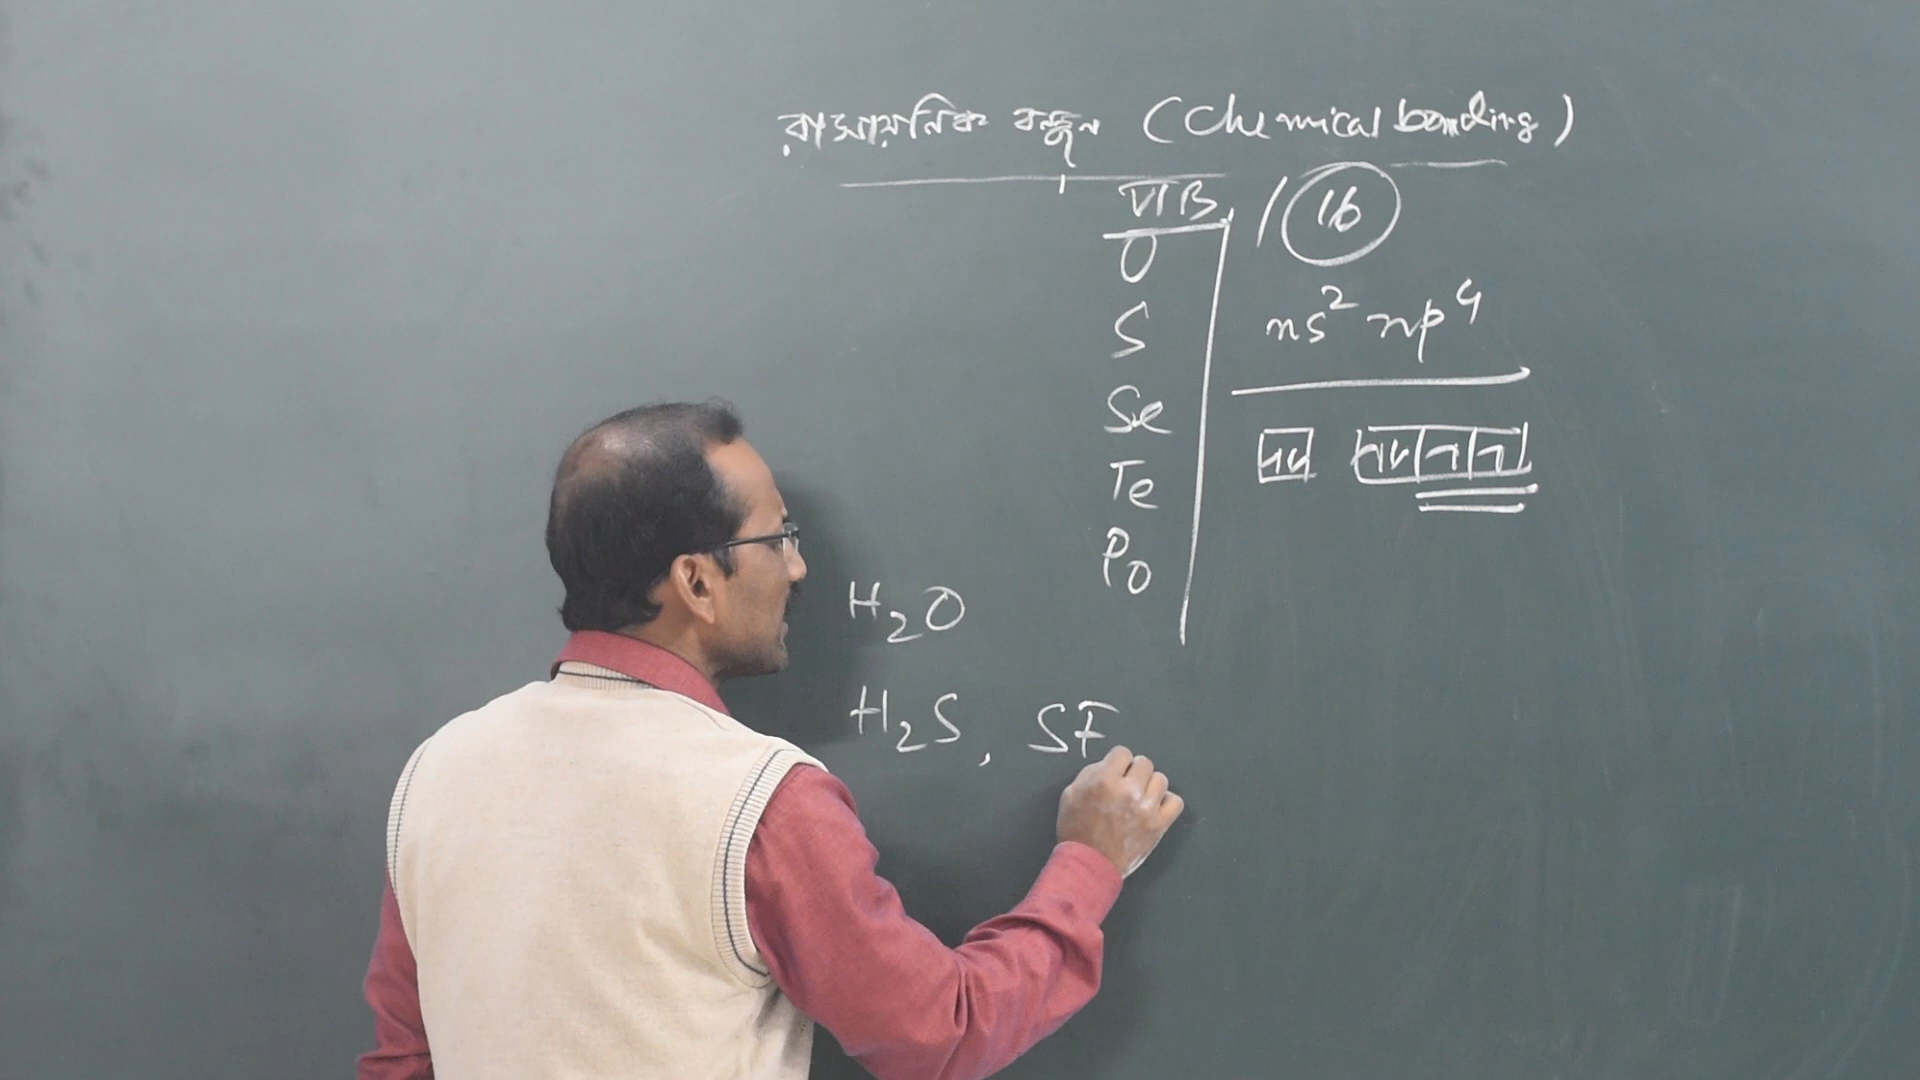 রাসায়নিক বন্ধন (Chemical bonding)
VIB / 16
O
S
Se
Te
Po
ns² np⁴
H₂O
H₂S, SF